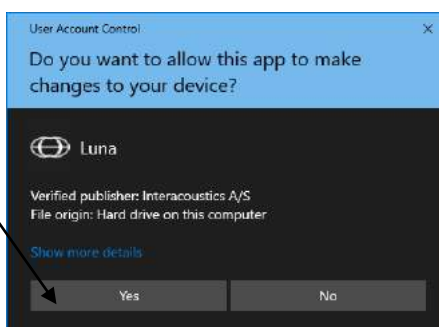 User Account Control
Do you want to allow this app to make
changes to your device?
Luna
Verified publisher: Interacoustics A/S
File origin: Hard drive on this computer
Show more details
Yes No